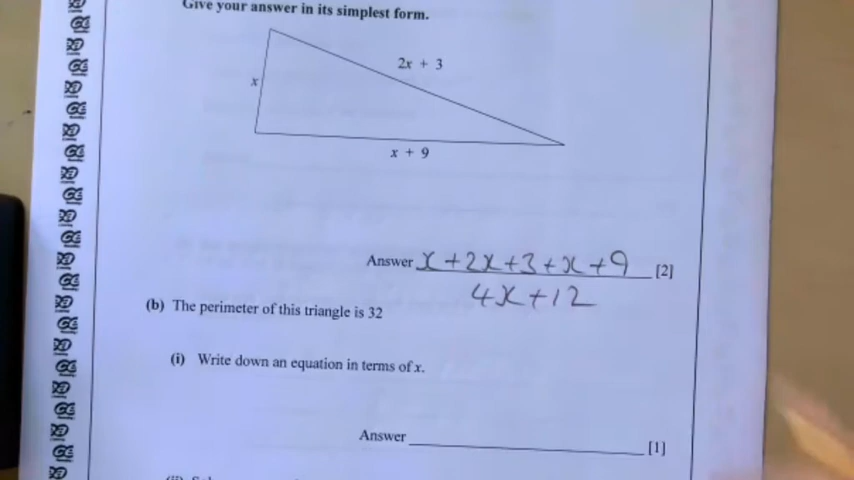 Give your answer in its simplest form.
2x + 3
x
x + 9
Answer x + 2x + 3 + x + 9 [2]
4x + 12
(b) The perimeter of this triangle is 32
(i) Write down an equation in terms of x.
Answer [1]